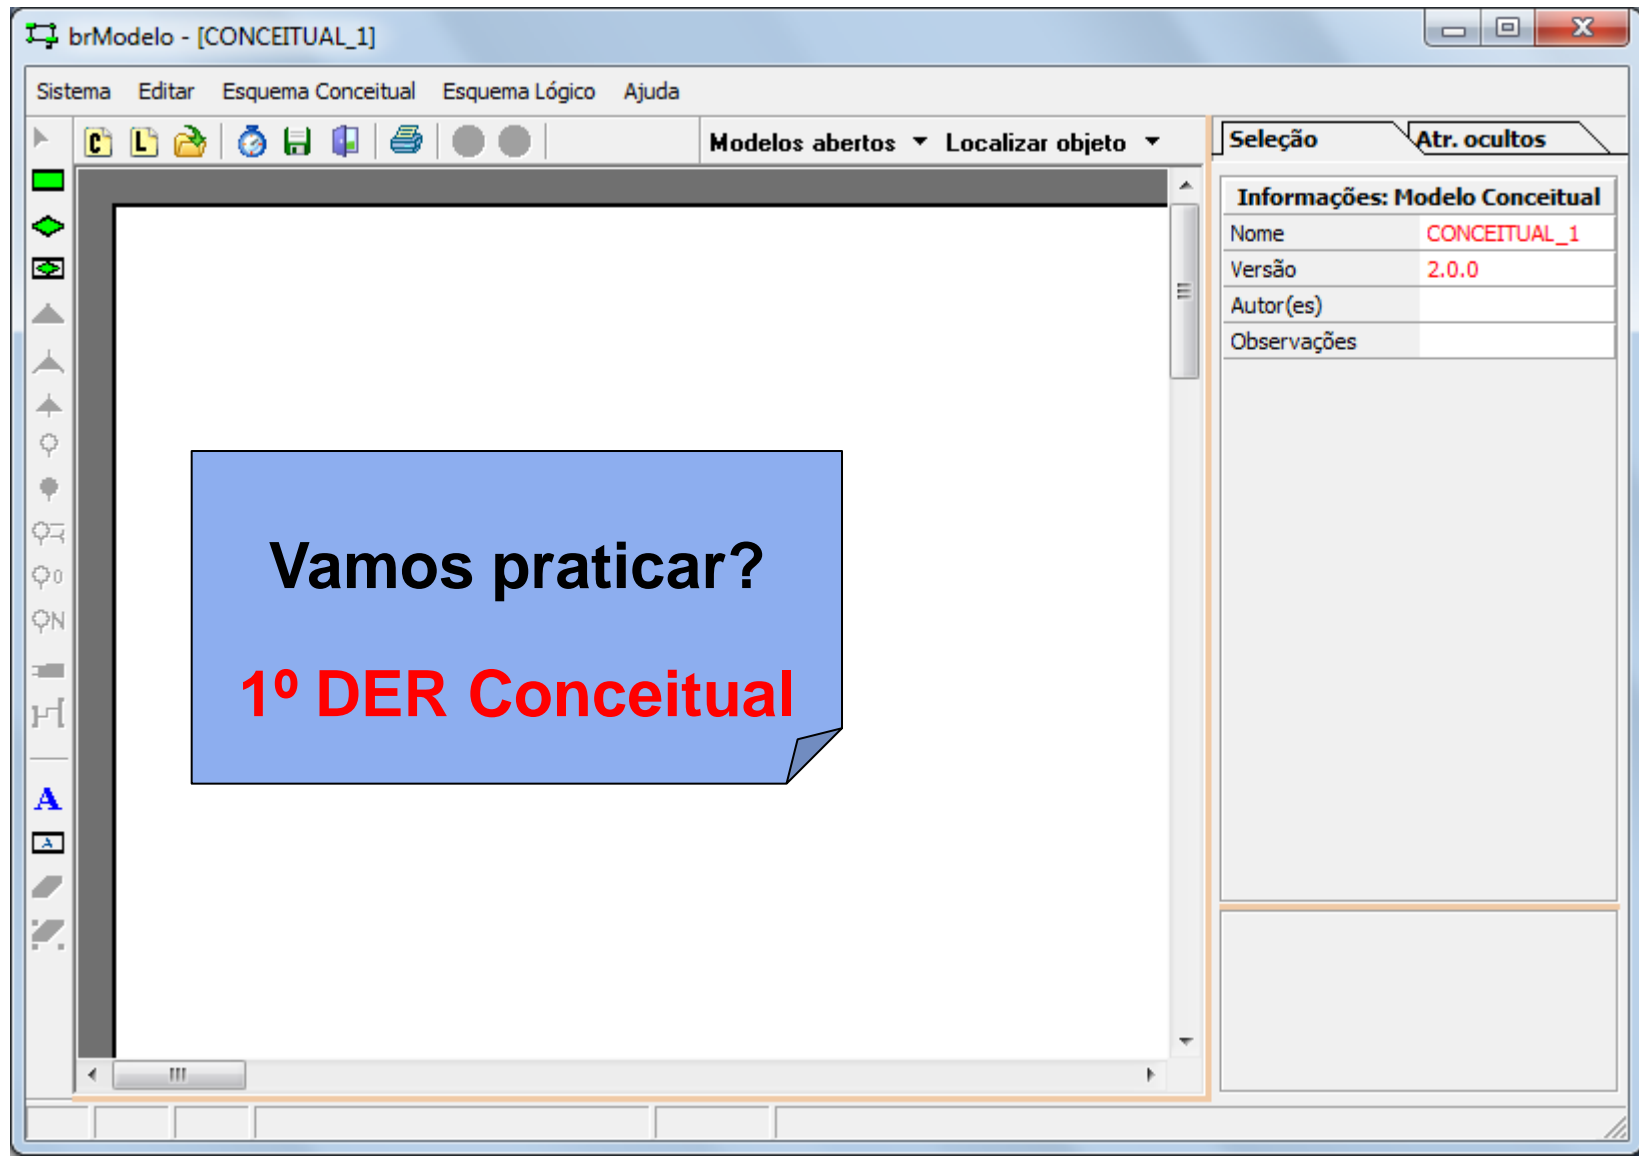 brModelo - [CONCEITUAL_1]
Sistema Editar Esquema Conceitual Esquema Lógico Ajuda
C L Modelos abertos Localizar objeto
Seleção Atr. ocultos
Informações: Modelo Conceitual
Nome CONCEITUAL_1
Versão 2.0.0
Autor(es)
Observações
0
N
A
A
Vamos praticar?
1º DER Conceitual